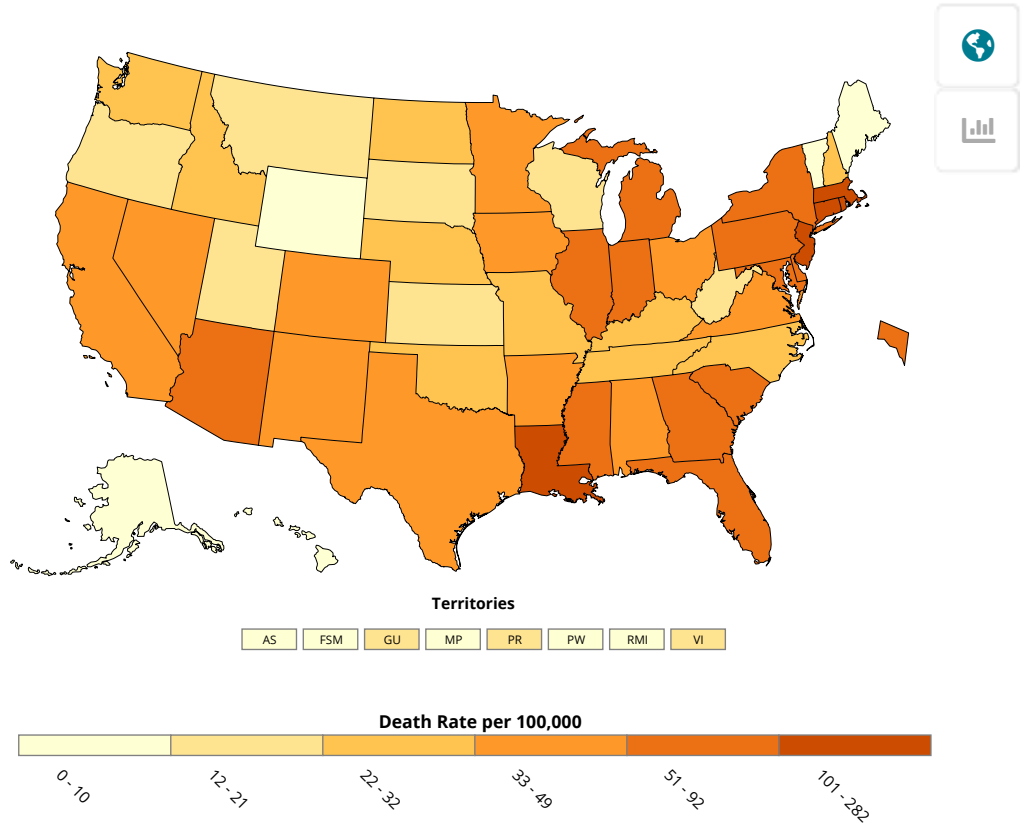 Territories
AS FSM GU MP PR PW RMI VI
Death Rate per 100,000
0 - 10 12 - 21 22 - 32 33 - 49 51 - 92 101 - 282